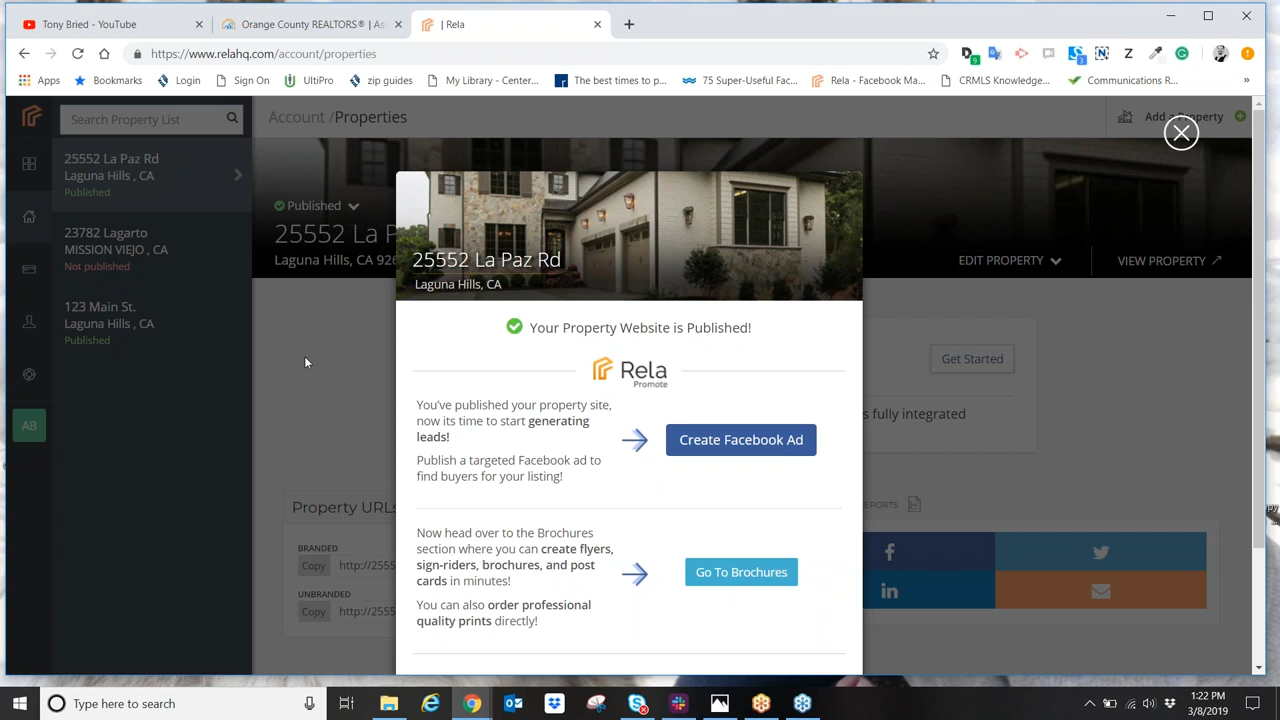 Tony Bried - YouTube
Orange County REALTORS® | As
| Rela
https://www.relahq.com/account/properties
Apps
Bookmarks
Login
Sign On
UltiPro
zip guides
My Library - Center...
The best times to p...
75 Super-Useful Fac...
Rela - Facebook Ma...
CRMLS Knowledge...
Communications R...
»
Search Property List
Account /Properties
Add a Property
25552 La Paz Rd
Laguna Hills , CA
Published
23782 Lagarto
MISSION VIEJO , CA
Not published
123 Main St.
Laguna Hills , CA
Published
AB
Published
25552 La P
Laguna Hills, CA 926
EDIT PROPERTY
VIEW PROPERTY
25552 La Paz Rd
Laguna Hills, CA
Your Property Website is Published!
Rela
Promote
You've published your property site,
now its time to start generating
leads!
Publish a targeted Facebook ad to
find buyers for your listing!
Create Facebook Ad
Now head over to the Brochures
section where you can create flyers,
sign-riders, brochures, and post
cards in minutes!
You can also order professional
quality prints directly!
Go To Brochures
Get Started
s fully integrated
Property URLs
BRANDED
Copy
http://2555
UNBRANDED
Copy
http://2555
REPORTS
Type here to search
1:22 PM
3/8/2019